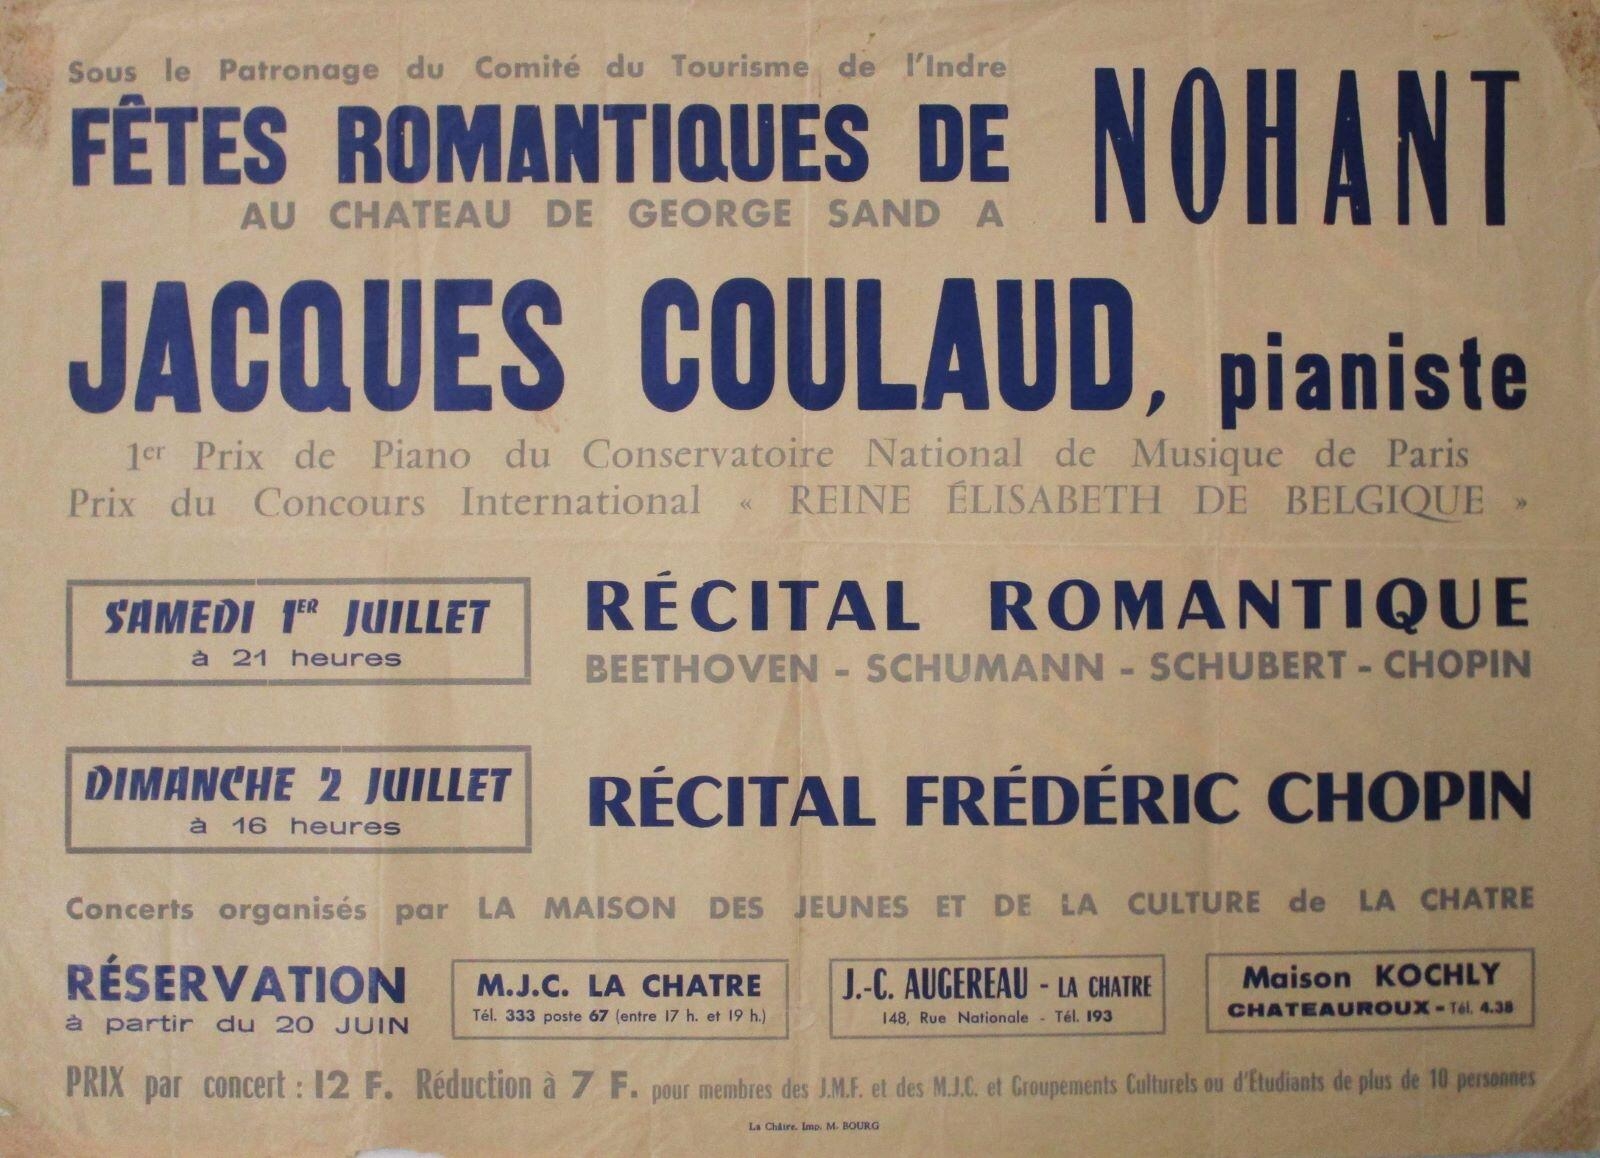 Sous le Patronage du Comité du Tourisme de l'Indre
FÊTES ROMANTIQUES DE NOHANT
AU CHATEAU DE GEORGE SAND A
JACQUES COULAUD, pianiste
1er Prix de Piano du Conservatoire National de Musique de Paris
Prix du Concours International « REINE ÉLISABETH DE BELGIQUE »
SAMEDI 1ER JUILLET
à 21 heures
RÉCITAL ROMANTIQUE
BEETHOVEN - SCHUMANN - SCHUBERT - CHOPIN
DIMANCHE 2 JUILLET
à 16 heures
RÉCITAL FRÉDÉRIC CHOPIN
Concerts organisés par LA MAISON DES JEUNES ET DE LA CULTURE de LA CHATRE
RÉSERVATION
à partir du 20 JUIN
M.J.C. LA CHATRE
Tél. 333 poste 67 (entre 17 h. et 19 h.)
J.-C. AUGEREAU - LA CHATRE
148, Rue Nationale - Tél. 193
Maison KOCHLY
CHATEAUROUX - Tél. 4.38
PRIX par concert : 12 F. Réduction à 7 F. pour membres des J.M.F. et des M.J.C. et Groupements Culturels ou d'Étudiants de plus de 10 personnes
La Châtre. Imp. M. BOURG